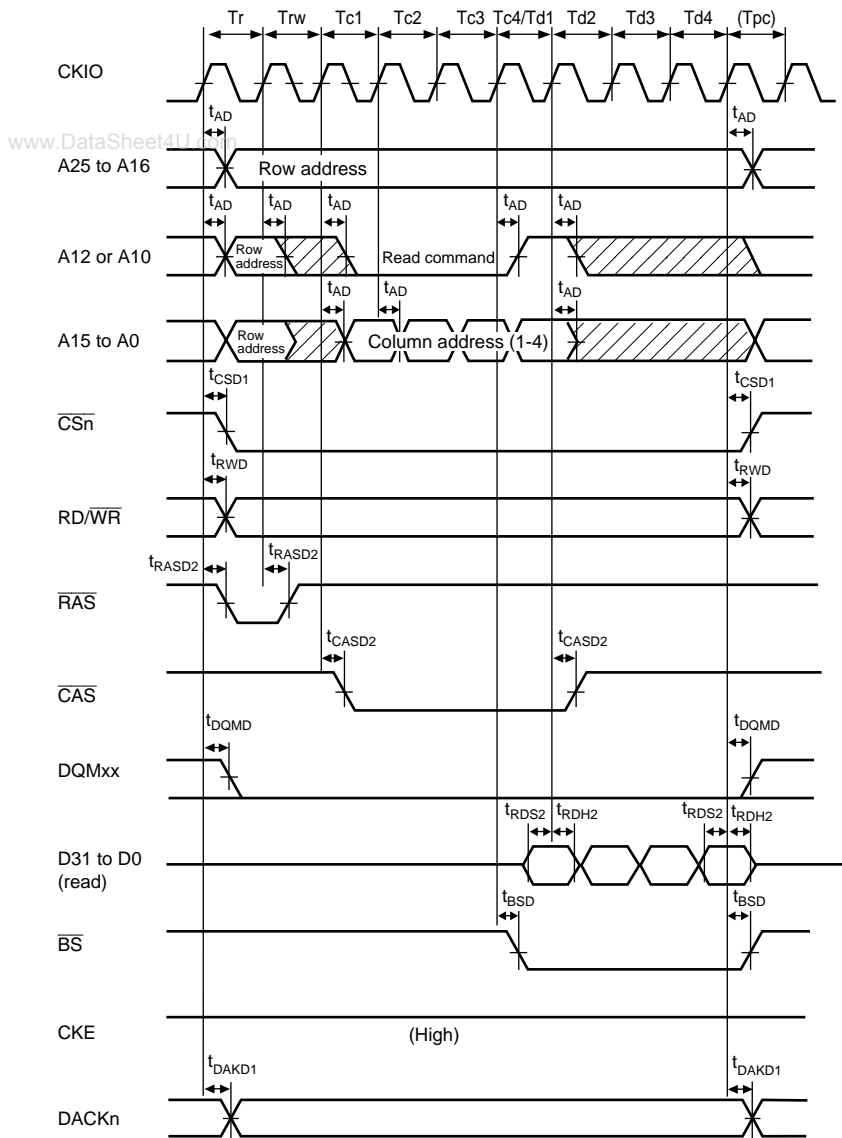 Tr Trw Tc1 Tc2 Tc3 Tc4/Td1 Td2 Td3 Td4 (Tpc)
CKIO
tAD tAD
www.DataSheet4U.com
A25 to A16 Row address
tAD tAD tAD tAD tAD
A12 or A10 Row address Read command
tAD tAD tAD
A15 to A0 Row address Column address (1-4)
tCSD1 tCSD1
CSn
tRWD tRWD
RD/WR
tRASD2 tRASD2
RAS
tCASD2 tCASD2
CAS
tDQMD tDQMD
DQMxx
tRDS2 tRDH2 tRDS2 tRDH2
D31 to D0
(read)
tBSD tBSD
BS
CKE (High)
tDAKD1 tDAKD1
DACKn